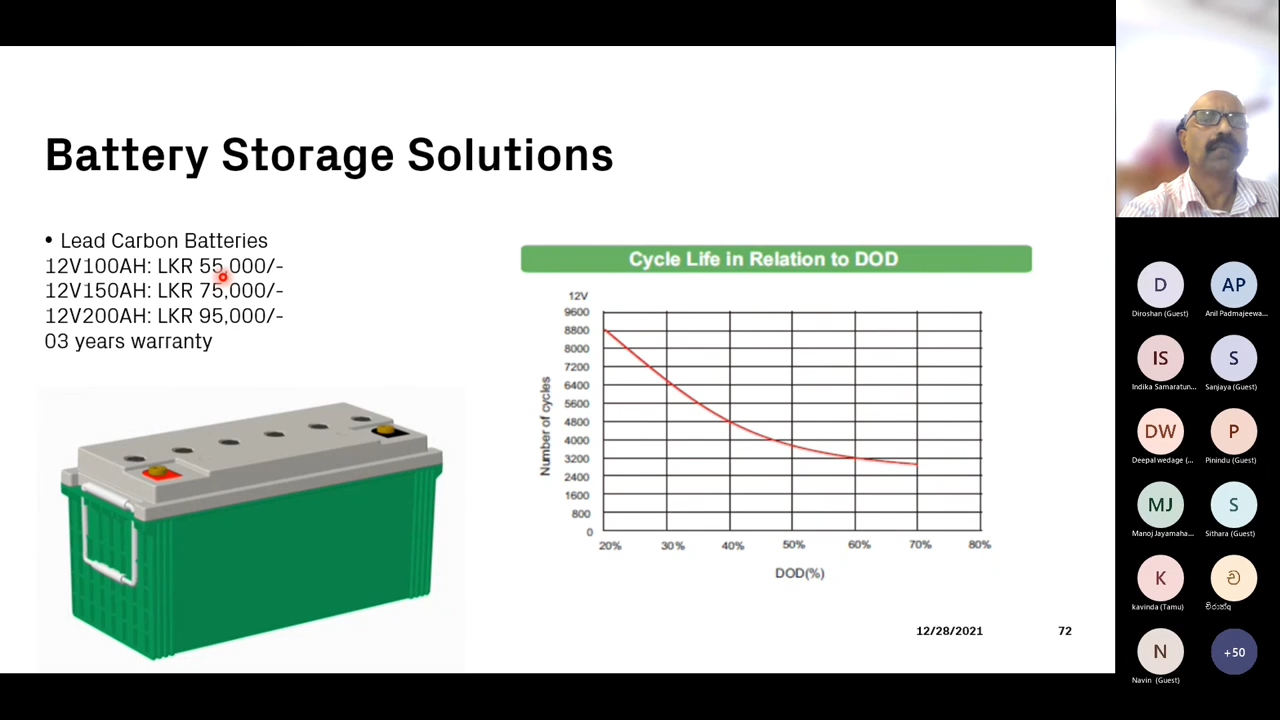 Battery Storage Solutions
• Lead Carbon Batteries
12V100AH: LKR 55,000/-
12V150AH: LKR 75,000/-
12V200AH: LKR 95,000/-
03 years warranty
Cycle Life in Relation to DOD
12V
9600
8800
8000
7200
6400
5600
4800
4000
3200
2400
1600
800
0
Number of cycles
20% 30% 40% 50% 60% 70% 80%
DOD(%)
12/28/2021 72
D AP
Diroshan (Guest) Anil Padmajeewa...
IS S
Indika Samaratun... Sanjaya (Guest)
DW P
Deepal wedage (... Pinindu (Guest)
MJ S
Manoj Jayamaha... Sithara (Guest)
K ච
kavinda (Tamu)
N +50
Navin (Guest)